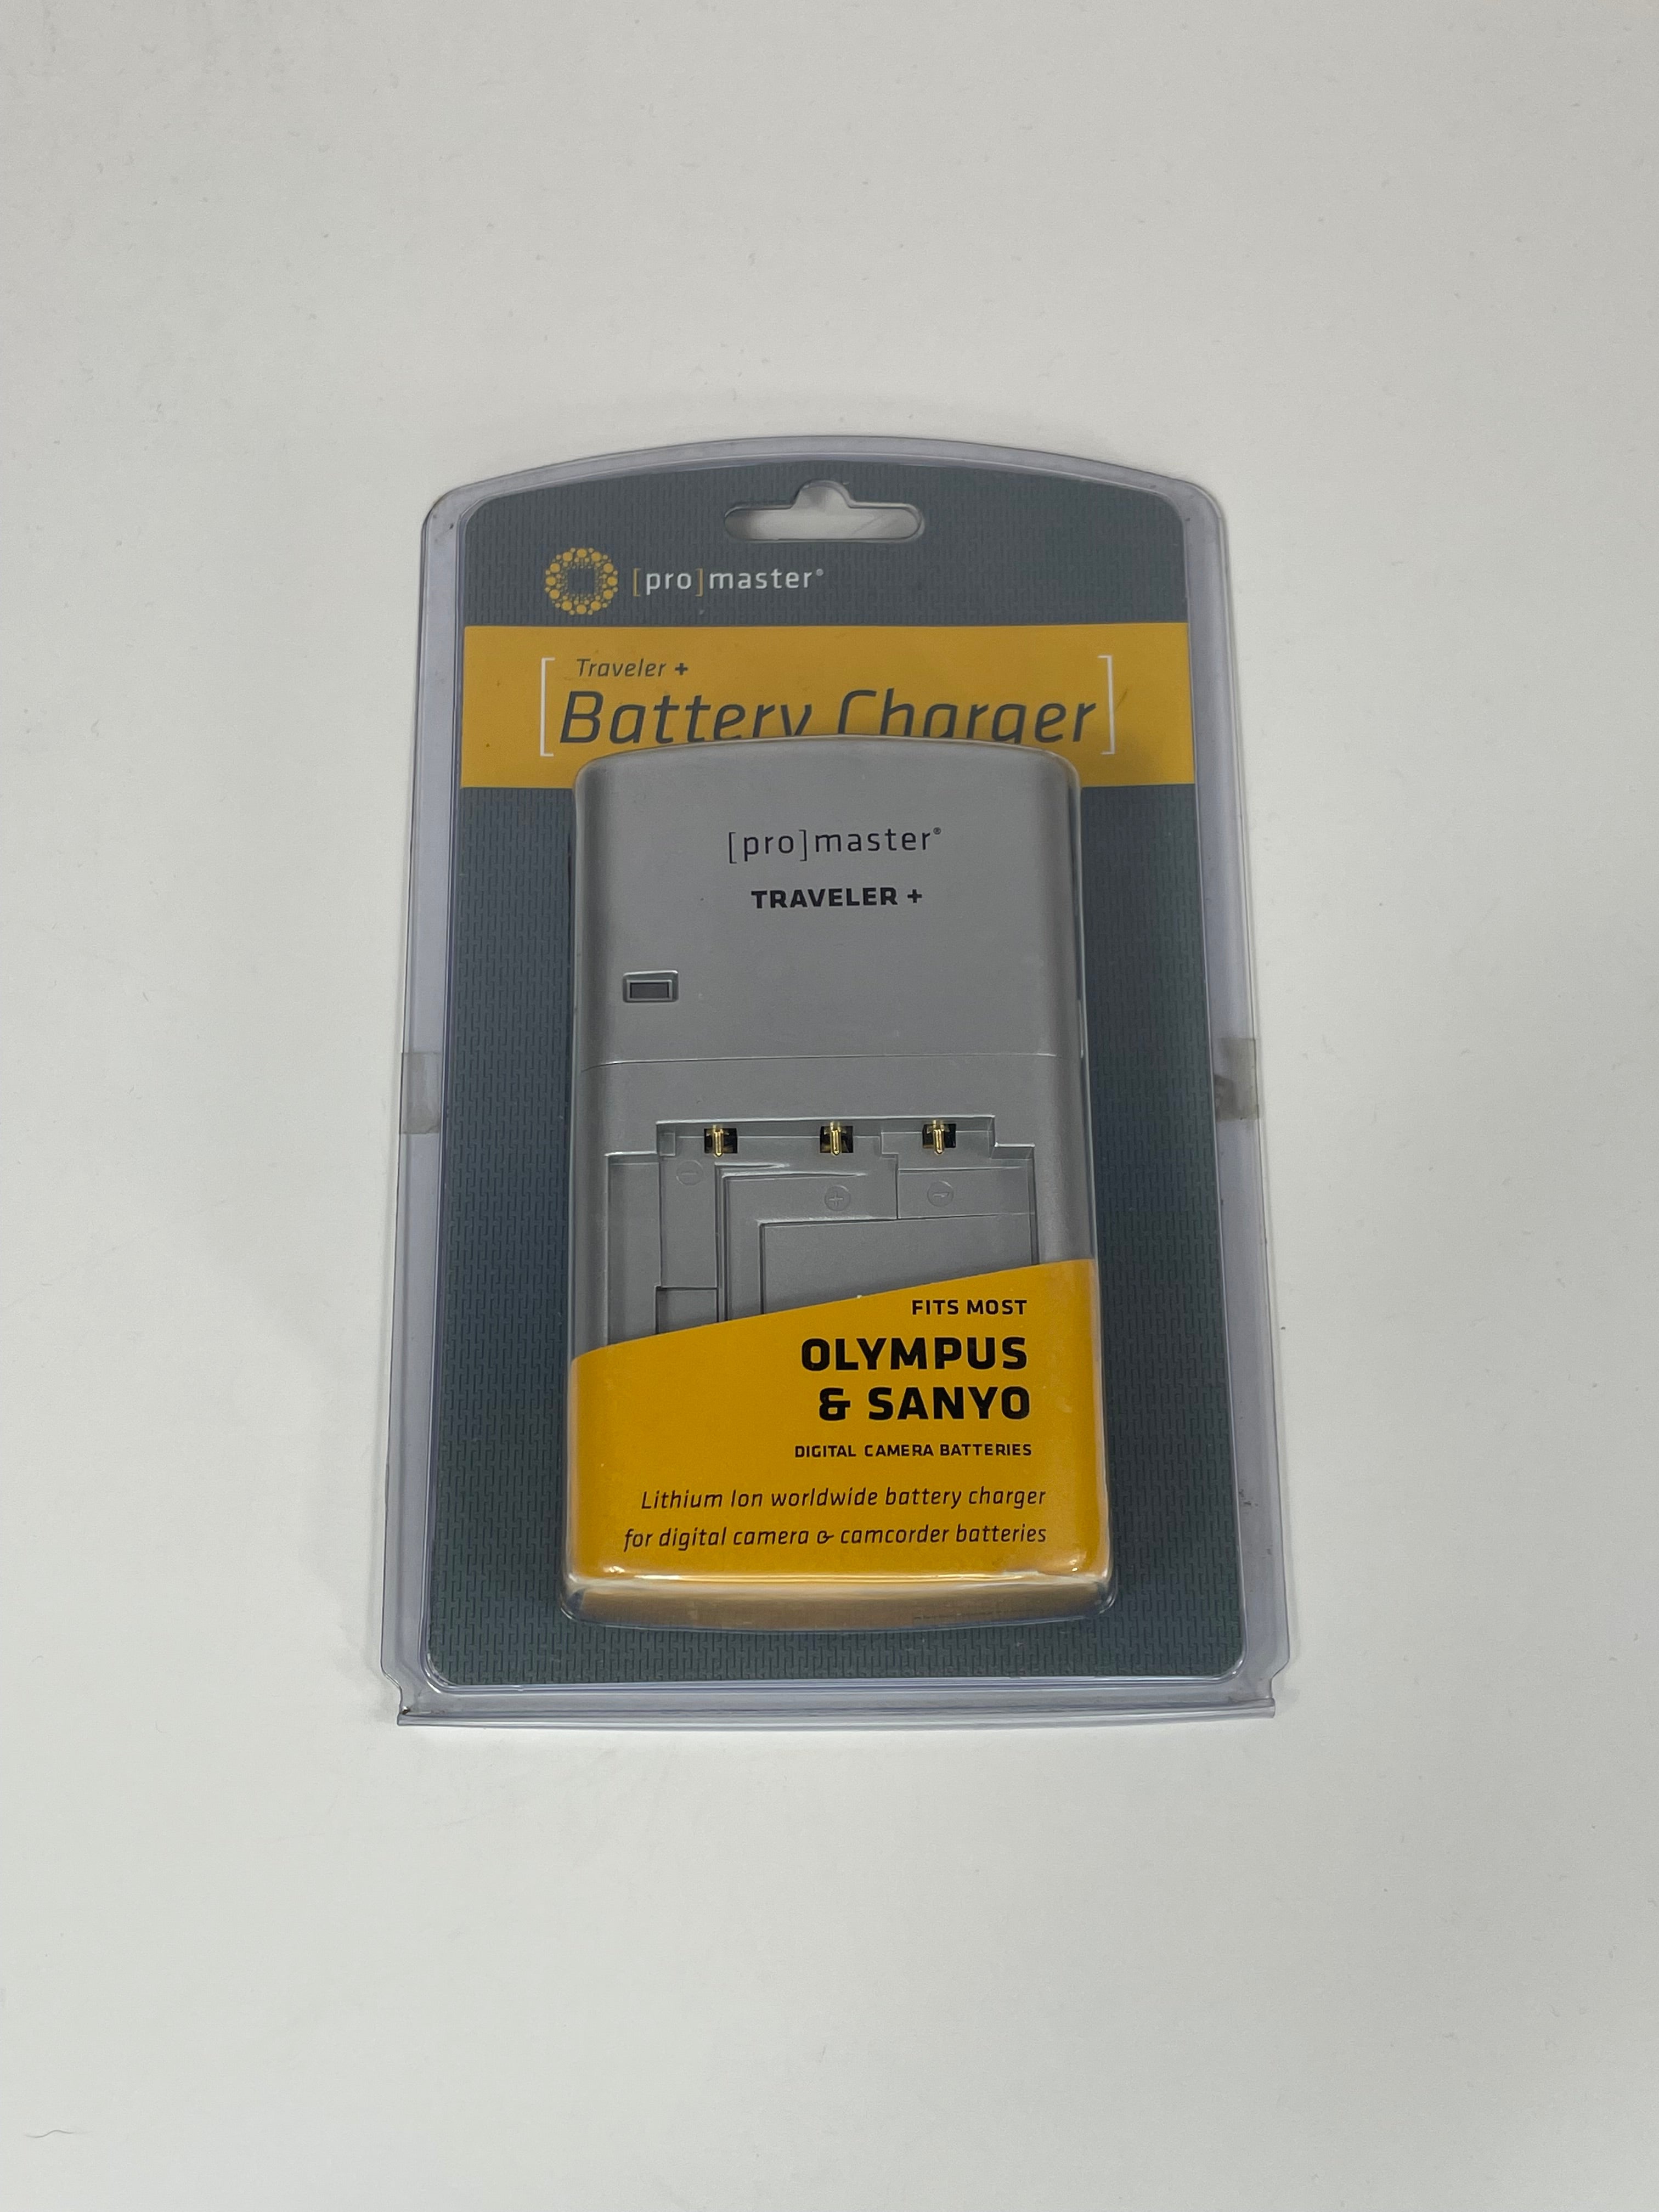 [pro]master®
Traveler +
[Battery Charger]
[pro]master®
TRAVELER +
FITS MOST
OLYMPUS
& SANYO
DIGITAL CAMERA BATTERIES
Lithium Ion worldwide battery charger
for digital camera & camcorder batteries